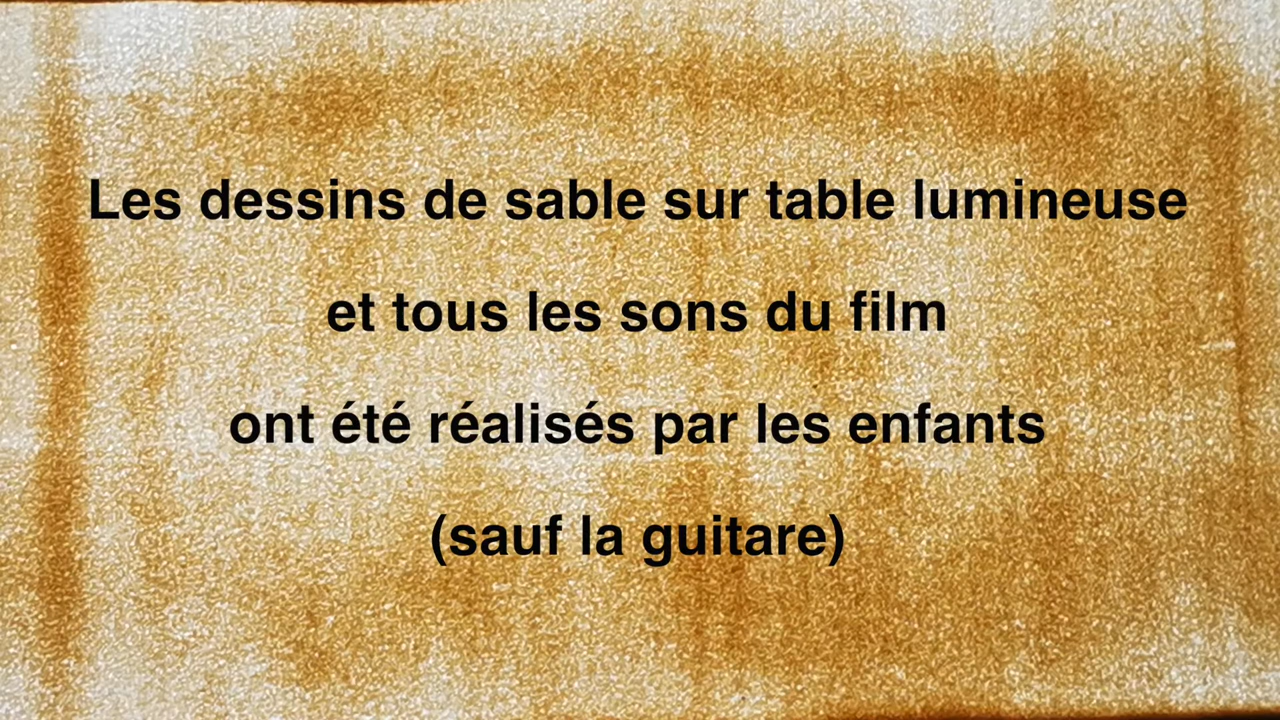 Les dessins de sable sur table lumineuse
et tous les sons du film
ont été réalisés par les enfants
(sauf la guitare)